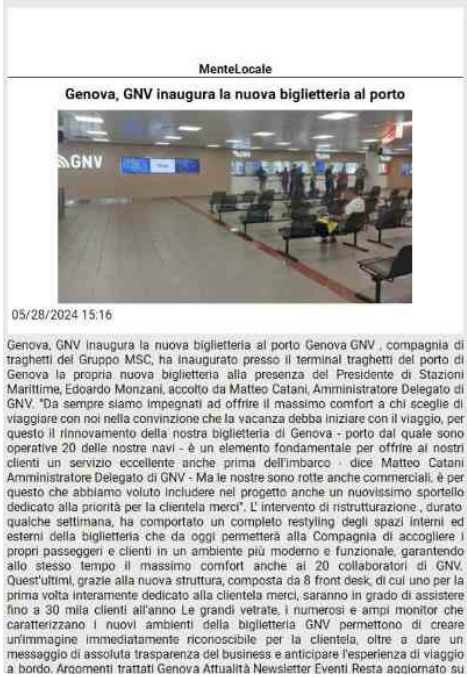 MenteLocale
Genova, GNV inaugura la nuova biglietteria al porto
GNV
05/28/2024 15:16
Genova, GNV inaugura la nuova biglietteria al porto Genova GNV , compagnia di
traghetti del Gruppo MSC, ha inaugurato presso il terminal traghetti del porto di
Genova la propria nuova biglietteria alla presenza del Presidente di Stazioni
Marittime, Edoardo Monzani, accolto da Matteo Catani, Amministratore Delegato di
GNV. "Da sempre siamo impegnati ad offrire il massimo comfort a chi sceglie di
viaggiare con noi nella convinzione che la vacanza debba iniziare con il viaggio, per
questo il rinnovamento della nostra biglietteria di Genova - porto dal quale sono
operative 20 delle nostre navi - è un elemento fondamentale per offrire ai nostri
clienti un servizio eccellente anche prima dell'imbarco - dice Matteo Catani
Amministratore Delegato di GNV - Ma le nostre sono rotte anche commerciali, è per
questo che abbiamo voluto includere nel progetto anche un nuovissimo sportello
dedicato alla priorità per la clientela merci". L' intervento di ristrutturazione , durato
qualche settimana, ha comportato un completo restyling degli spazi interni ed
esterni della biglietteria che da oggi permetterà alla Compagnia di accogliere i
propri passeggeri e clienti in un ambiente più moderno e funzionale, garantendo
allo stesso tempo il massimo comfort anche ai 20 collaboratori di GNV.
Quest'ultimi, grazie alla nuova struttura, composta da 8 front desk, di cui uno per la
prima volta interamente dedicato alla clientela merci, saranno in grado di assistere
fino a 30 mila clienti all'anno Le grandi vetrate, i numerosi e ampi monitor che
caratterizzano i nuovi ambienti della biglietteria GNV permettono di creare
un'immagine immediatamente riconoscibile per la clientela, oltre a dare un
messaggio di assoluta trasparenza del business e anticipare l'esperienza di viaggio
a bordo. Argomenti trattati Genova Attualità Newsletter Eventi Resta aggiornato su